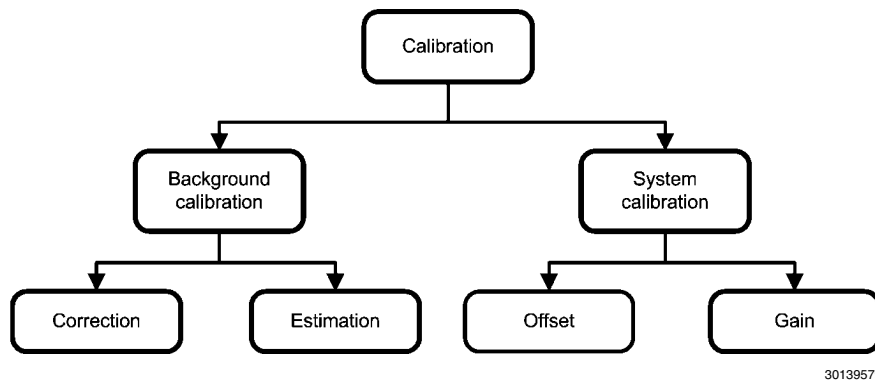 Calibration
Background
calibration
System
calibration
Correction
Estimation
Offset
Gain
3013957